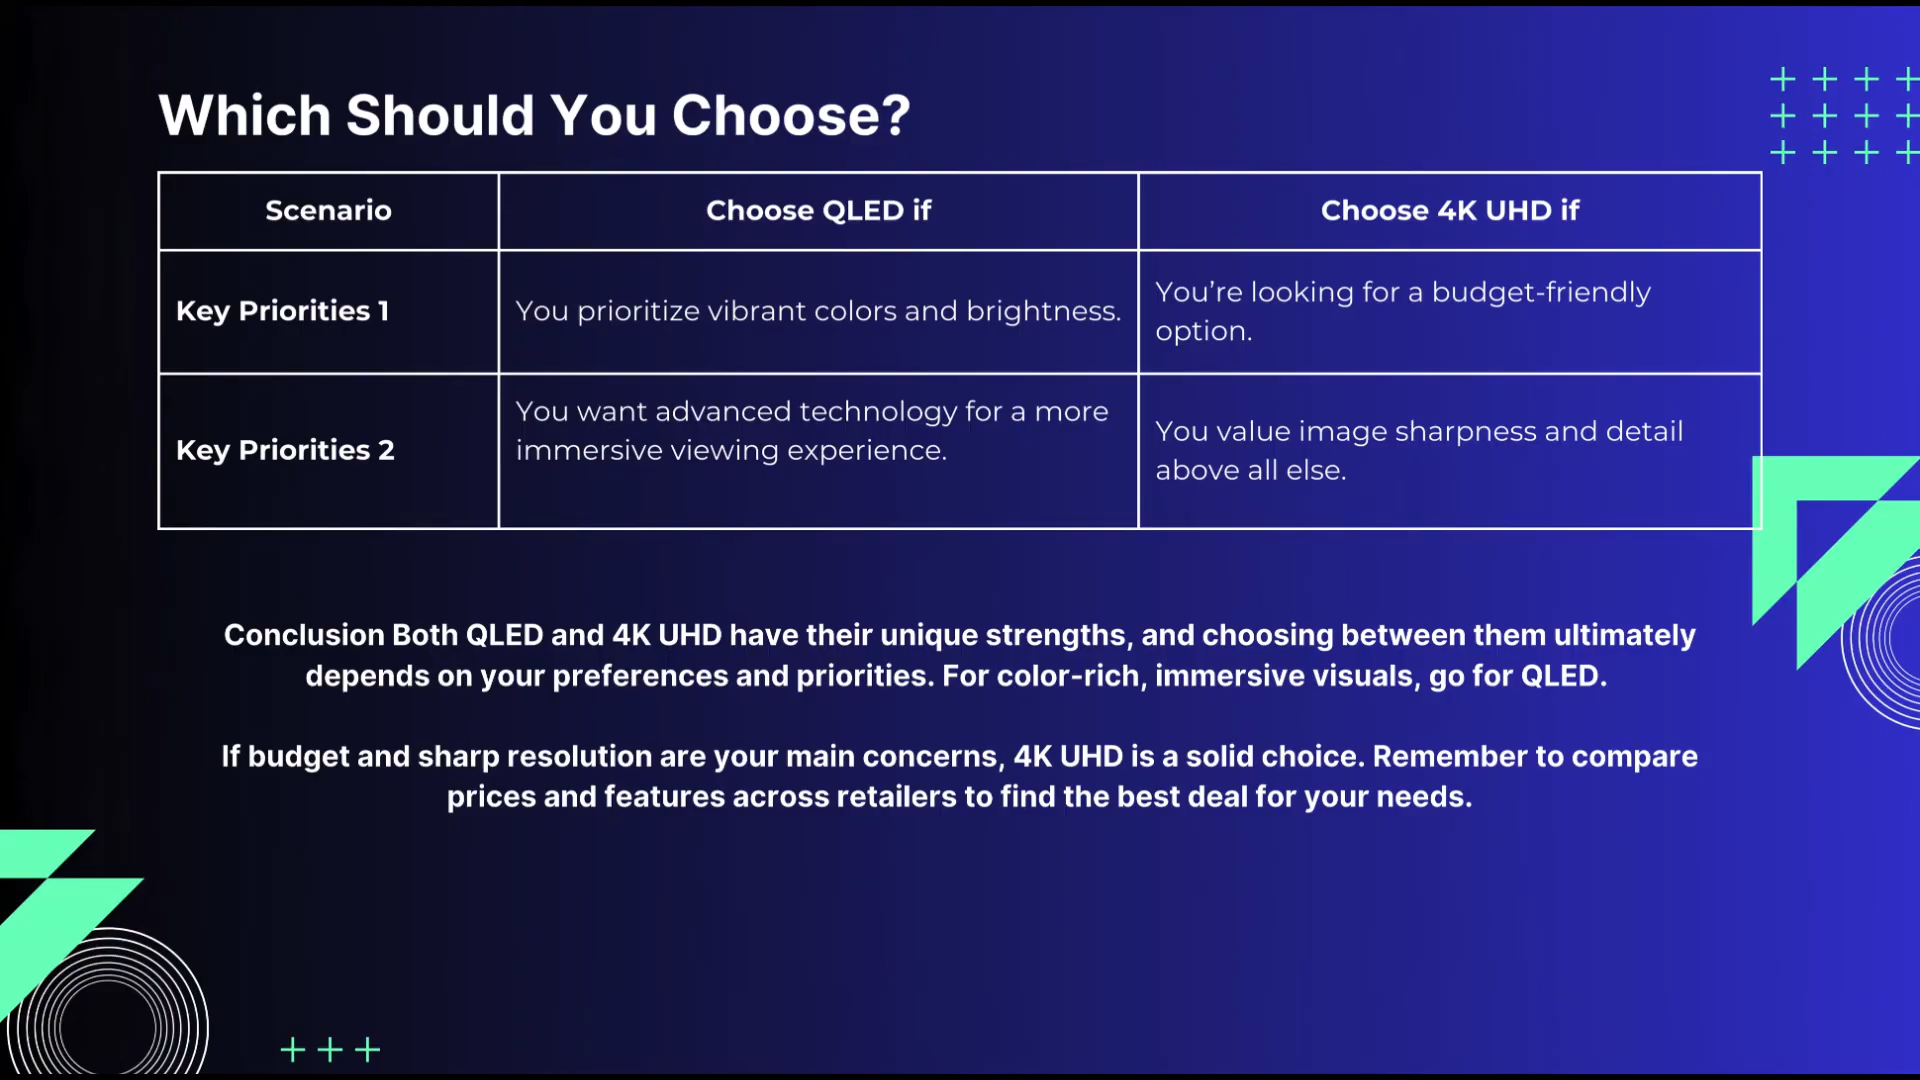 Which Should You Choose?
Scenario
Choose QLED if
Choose 4K UHD if
Key Priorities 1
You prioritize vibrant colors and brightness.
You’re looking for a budget-friendly
option.
Key Priorities 2
You want advanced technology for a more
immersive viewing experience.
You value image sharpness and detail
above all else.
Conclusion Both QLED and 4K UHD have their unique strengths, and choosing between them ultimately
depends on your preferences and priorities. For color-rich, immersive visuals, go for QLED.
If budget and sharp resolution are your main concerns, 4K UHD is a solid choice. Remember to compare
prices and features across retailers to find the best deal for your needs.